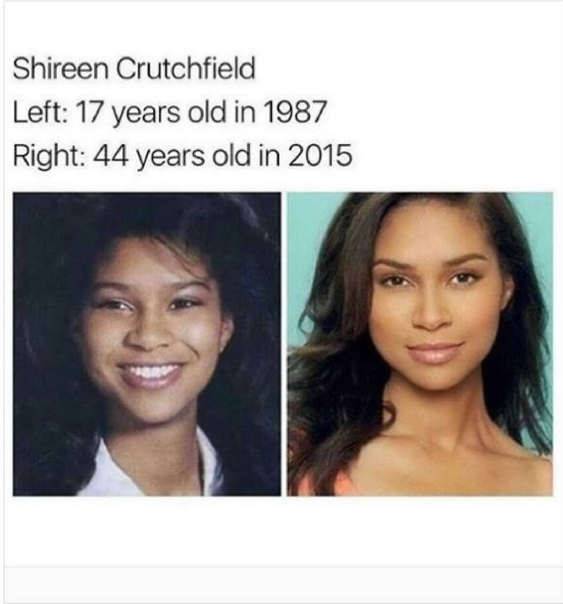 Shireen Crutchfield
Left: 17 years old in 1987
Right: 44 years old in 2015